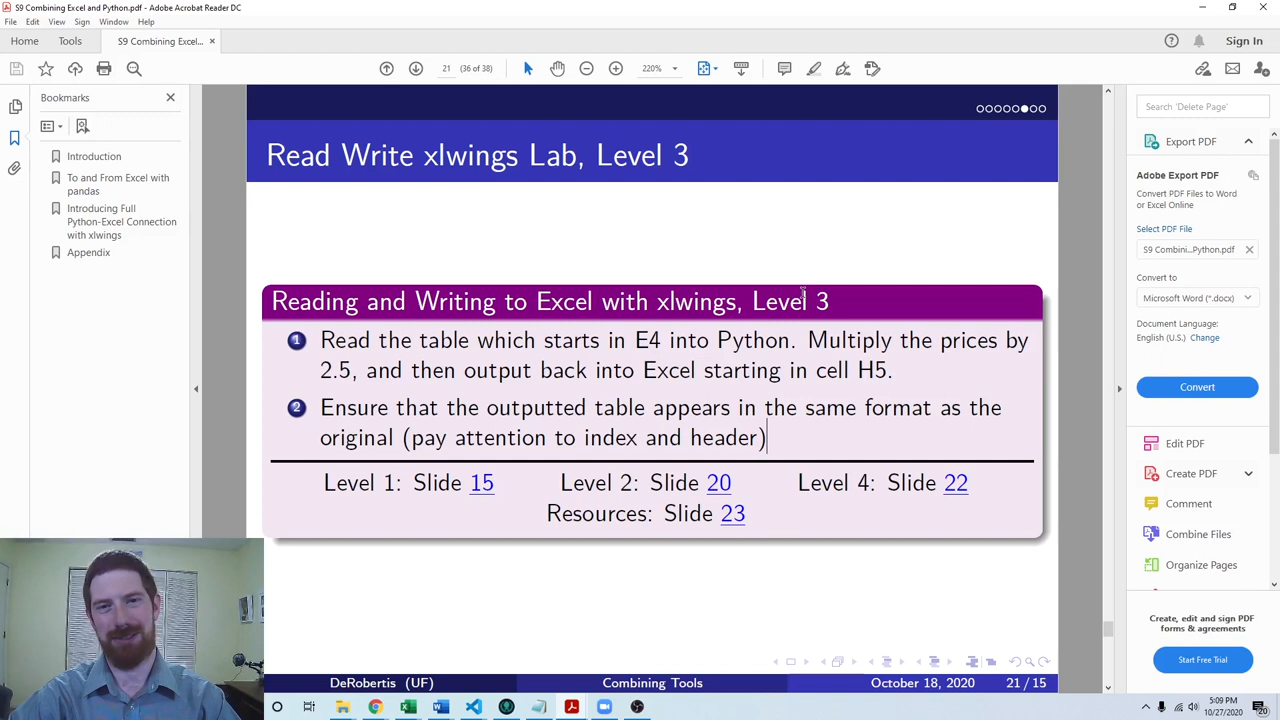 S9 Combining Excel and Python.pdf - Adobe Acrobat Reader DC
File Edit View Sign Window Help
Home Tools S9 Combining Excel... × Sign In
21 (36 of 38) 220%
Bookmarks
Introduction
To and From Excel with
pandas
Introducing Full
Python-Excel Connection
with xlwings
Appendix
Read Write xlwings Lab, Level 3
Reading and Writing to Excel with xlwings, Level 3
1 Read the table which starts in E4 into Python. Multiply the prices by
2.5, and then output back into Excel starting in cell H5.
2 Ensure that the outputted table appears in the same format as the
original (pay attention to index and header)
Level 1: Slide 15 Level 2: Slide 20 Level 4: Slide 22
Resources: Slide 23
DeRobertis (UF) Combining Tools October 18, 2020 21 / 15
Search 'Delete Page'
Export PDF
Adobe Export PDF
Convert PDF Files to Word
or Excel Online
Select PDF File
S9 Combini...Python.pdf ×
Convert to
Microsoft Word (*.docx)
Document Language:
English (U.S.) Change
Convert
Edit PDF
Create PDF
Comment
Combine Files
Organize Pages
Create, edit and sign PDF
forms & agreements
Start Free Trial
5:09 PM
10/27/2020
20